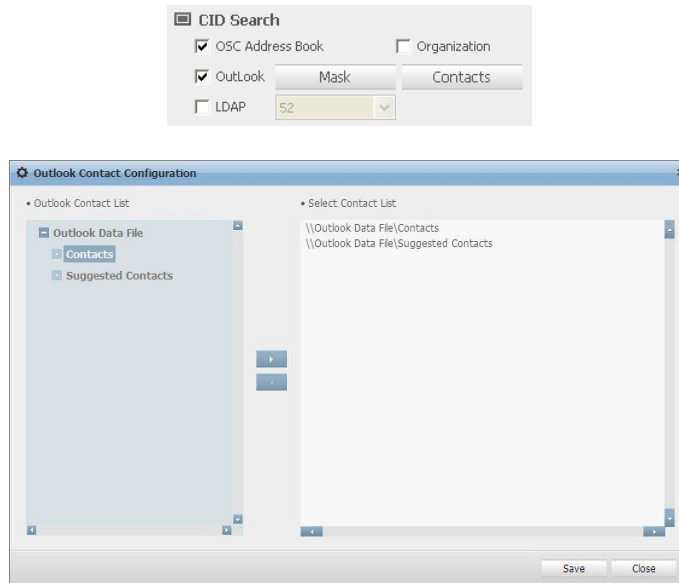 CID Search
OSC Address Book Organization
OutLook Mask Contacts
LDAP 52
Outlook Contact Configuration
• Outlook Contact List • Select Contact List
Outlook Data File
Contacts
Suggested Contacts
\\Outlook Data File\Contacts
\\Outlook Data File\Suggested Contacts
Save Close